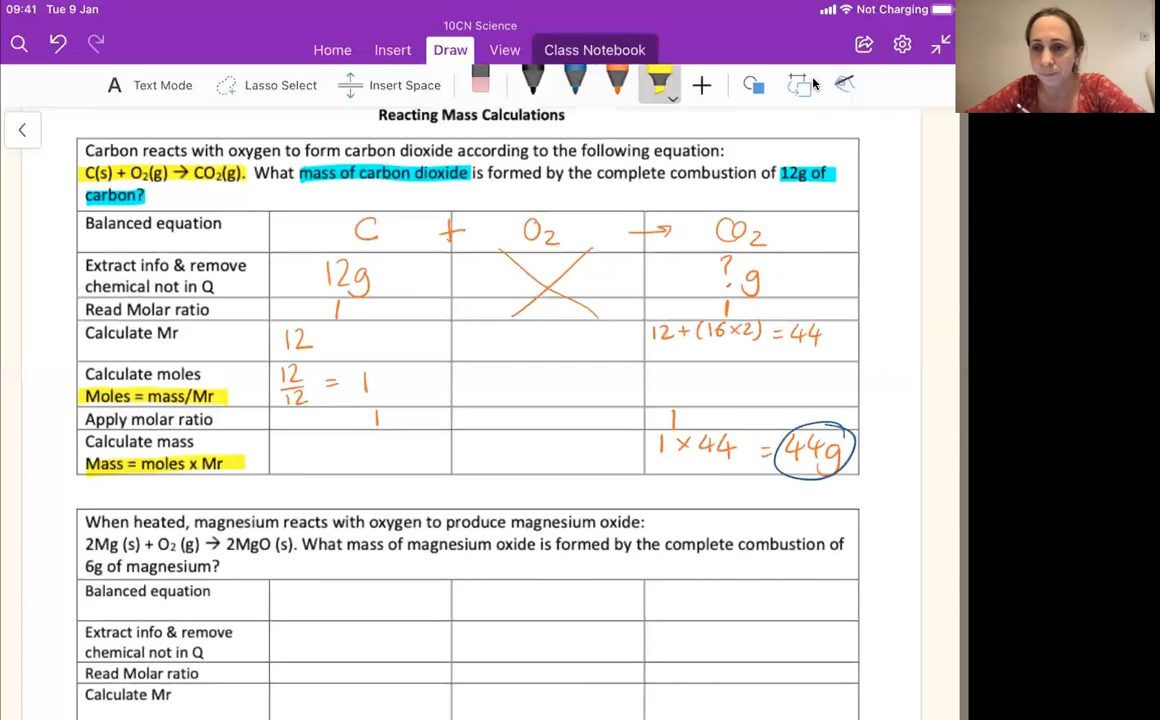 09:41 Tue 9 Jan
Not Charging
10CN Science
Home Insert Draw View Class Notebook
A Text Mode Lasso Select Insert Space
Reacting Mass Calculations
Carbon reacts with oxygen to form carbon dioxide according to the following equation:
C(s) + O₂(g) → CO₂(g). What mass of carbon dioxide is formed by the complete combustion of 12g of
carbon?
Balanced equation C + O₂ → CO₂
Extract info & remove
chemical not in Q 12g ? g
Read Molar ratio 1 1
Calculate Mr 12 12 + (16 × 2) = 44
Calculate moles
Moles = mass/Mr 12/12 = 1
Apply molar ratio 1 1
Calculate mass
Mass = moles x Mr 1 × 44 = 44g
When heated, magnesium reacts with oxygen to produce magnesium oxide:
2Mg (s) + O₂ (g) → 2MgO (s). What mass of magnesium oxide is formed by the complete combustion of
6g of magnesium?
Balanced equation
Extract info & remove
chemical not in Q
Read Molar ratio
Calculate Mr